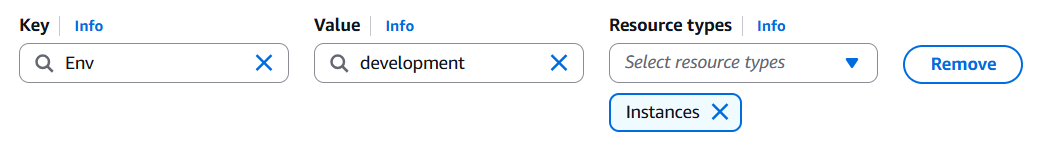 Key Info Value Info Resource types Info
Env development Select resource types Remove
Instances